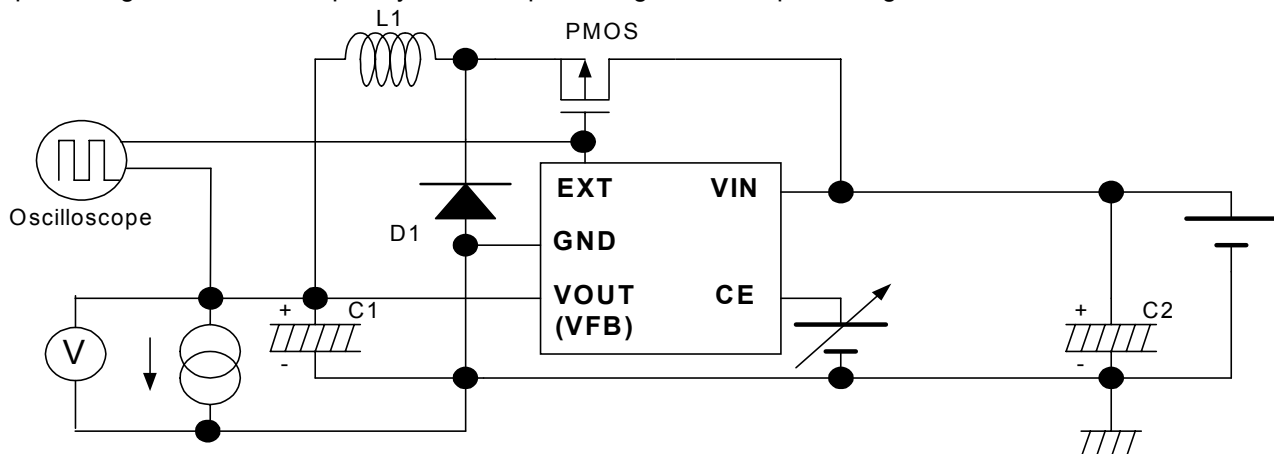 L1
PMOS
Oscilloscope
EXT
VIN
D1
GND
VOUT
CE
(VFB)
+
C1
-
V
+
C2
-